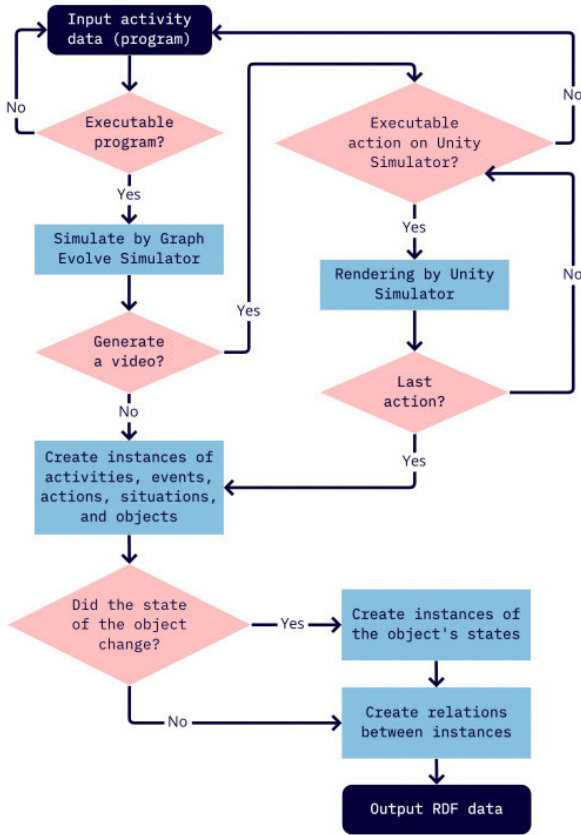 Input activity
data (program)
No
Executable
program?
Yes
Simulate by Graph
Evolve Simulator
Generate
a video?
Yes
No
Executable
action on Unity
Simulator?
No
Yes
Rendering by Unity
Simulator
No
Last
action?
Yes
Create instances of
activities, events,
actions, situations,
and objects
Did the state
of the object
change?
Yes
Create instances of
the object's states
No
Create relations
between instances
Output RDF data